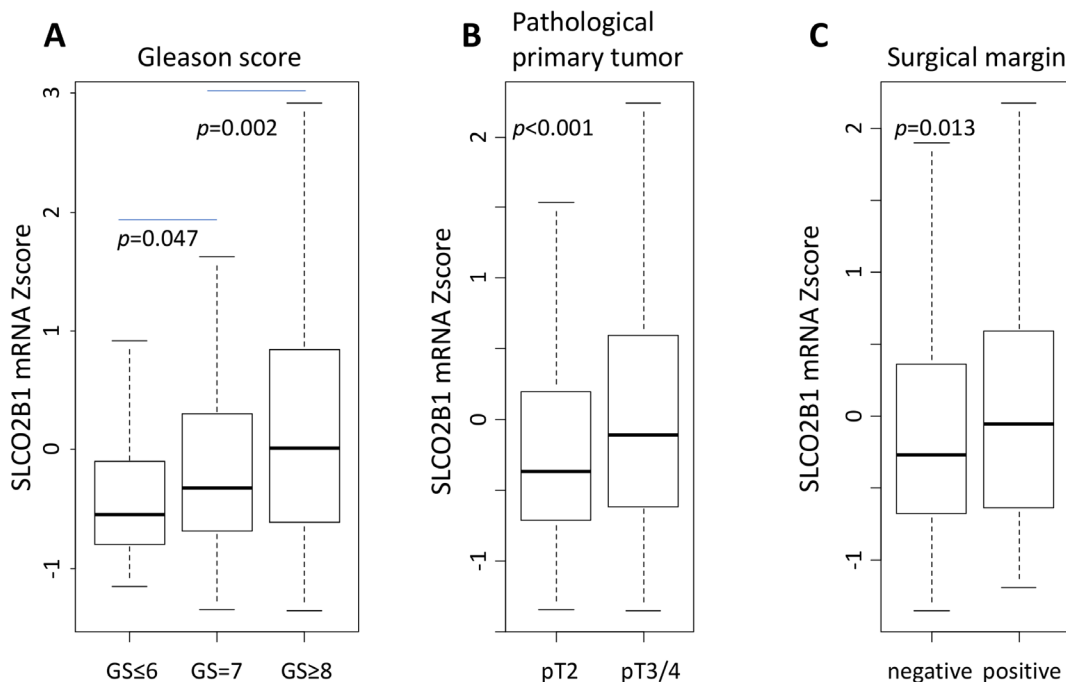 A
Gleason score
SLCO2B1 mRNA Zscore
3
2
1
0
-1
p=0.002
p=0.047
GS≤6 GS=7 GS≥8
B
Pathological
primary tumor
SLCO2B1 mRNA Zscore
2
1
0
-1
p<0.001
pT2 pT3/4
C
Surgical margin
SLCO2B1 mRNA Zscore
2
1
0
-1
p=0.013
negative positive